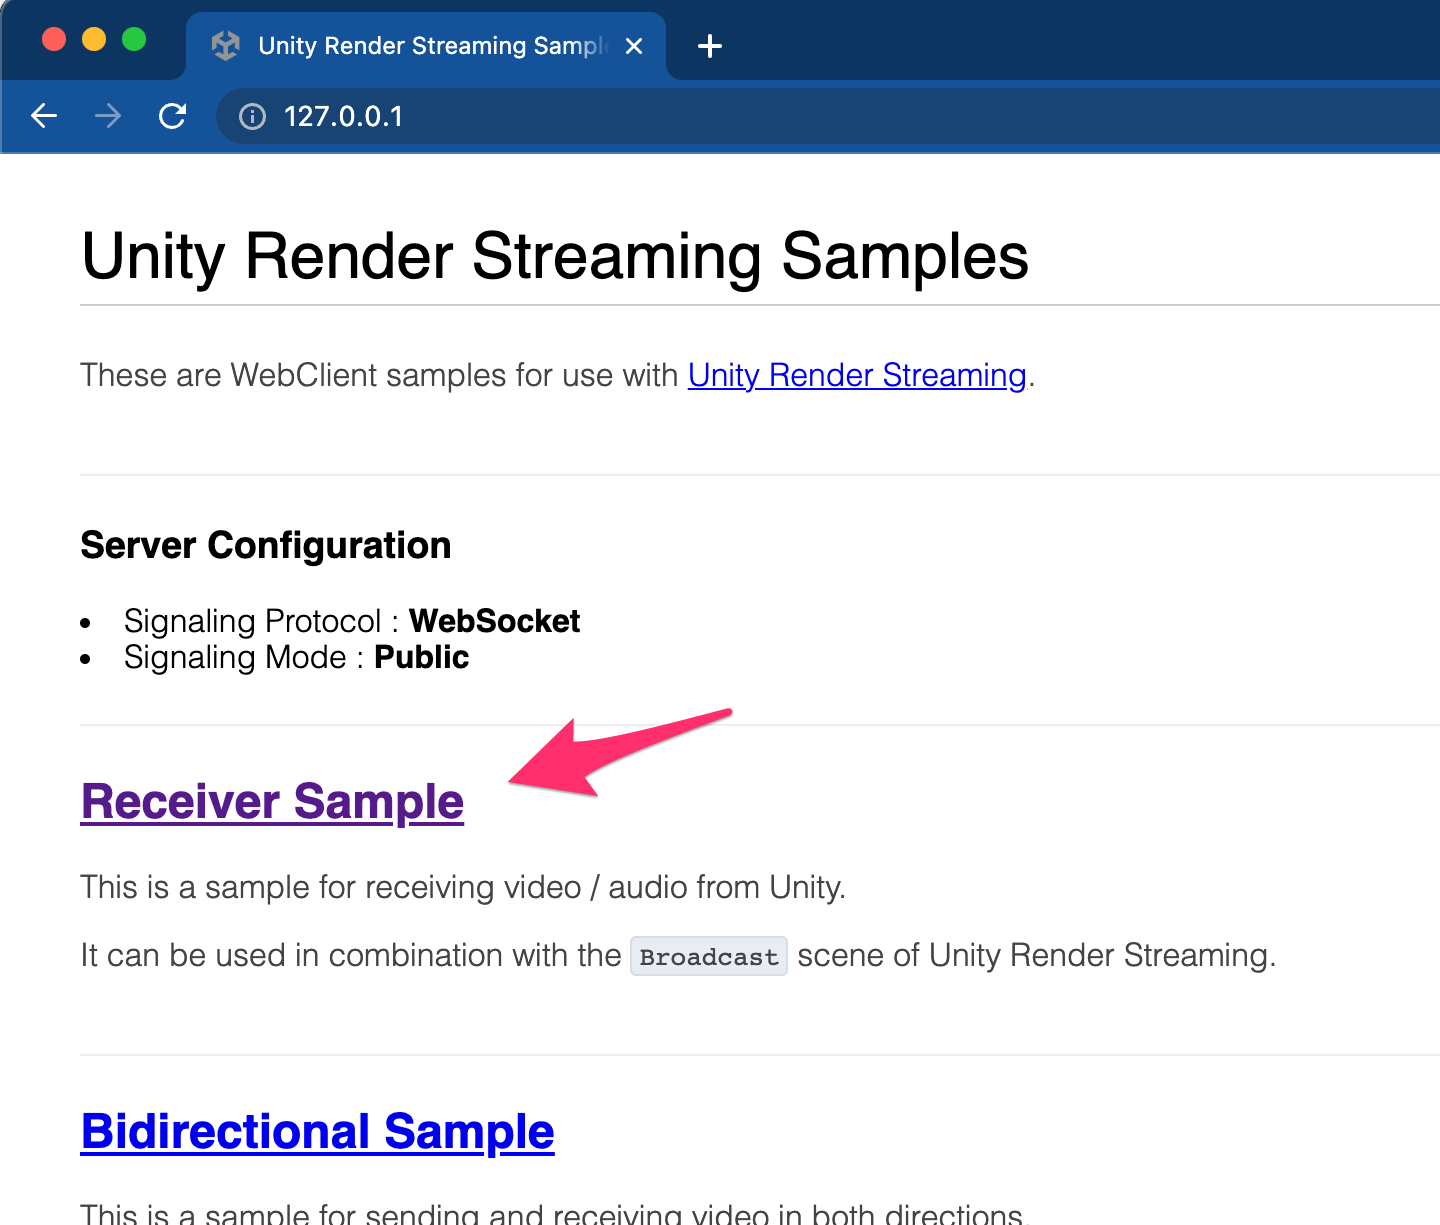 Unity Render Streaming Sampl
127.0.0.1
Unity Render Streaming Samples
These are WebClient samples for use with Unity Render Streaming.
Server Configuration
• Signaling Protocol : WebSocket
• Signaling Mode : Public
Receiver Sample
This is a sample for receiving video / audio from Unity.
It can be used in combination with the Broadcast scene of Unity Render Streaming.
Bidirectional Sample
This is a sample for sending and receiving video in both directions.